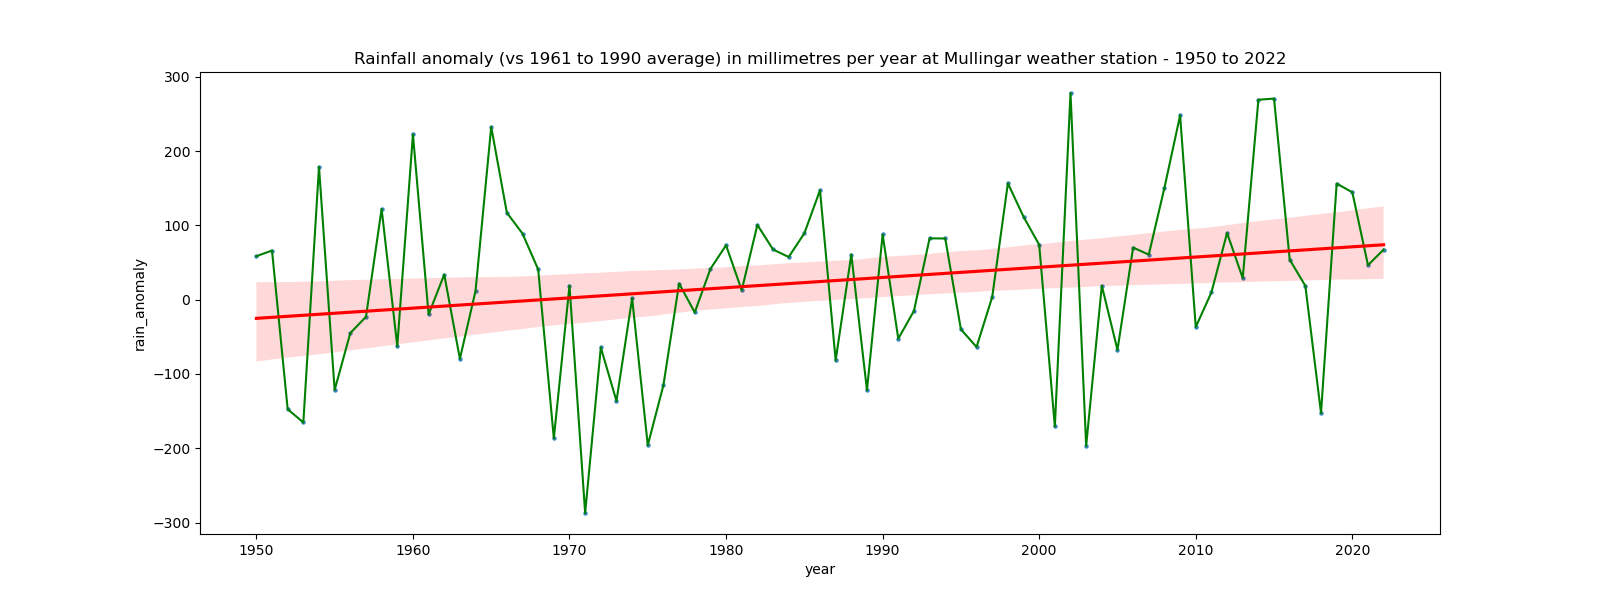 Rainfall anomaly (vs 1961 to 1990 average) in millimetres per year at Mullingar weather station - 1950 to 2022
300
200
100
0
−100
−200
−300
rain_anomaly
1950 1960 1970 1980 1990 2000 2010 2020
year